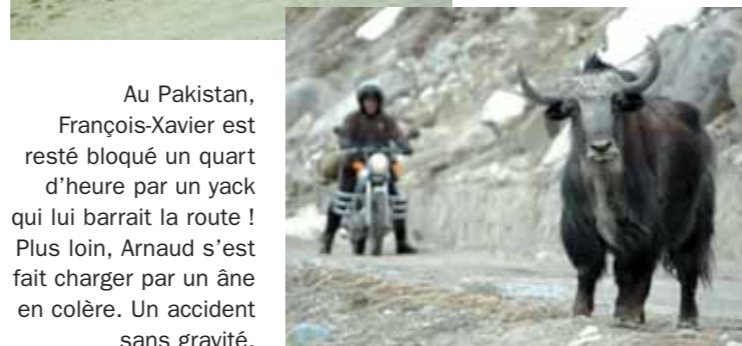 Au Pakistan,
François-Xavier est
resté bloqué un quart
d’heure par un yack
qui lui barrait la route !
Plus loin, Arnaud s’est
fait charger par un âne
en colère. Un accident
sans gravité.